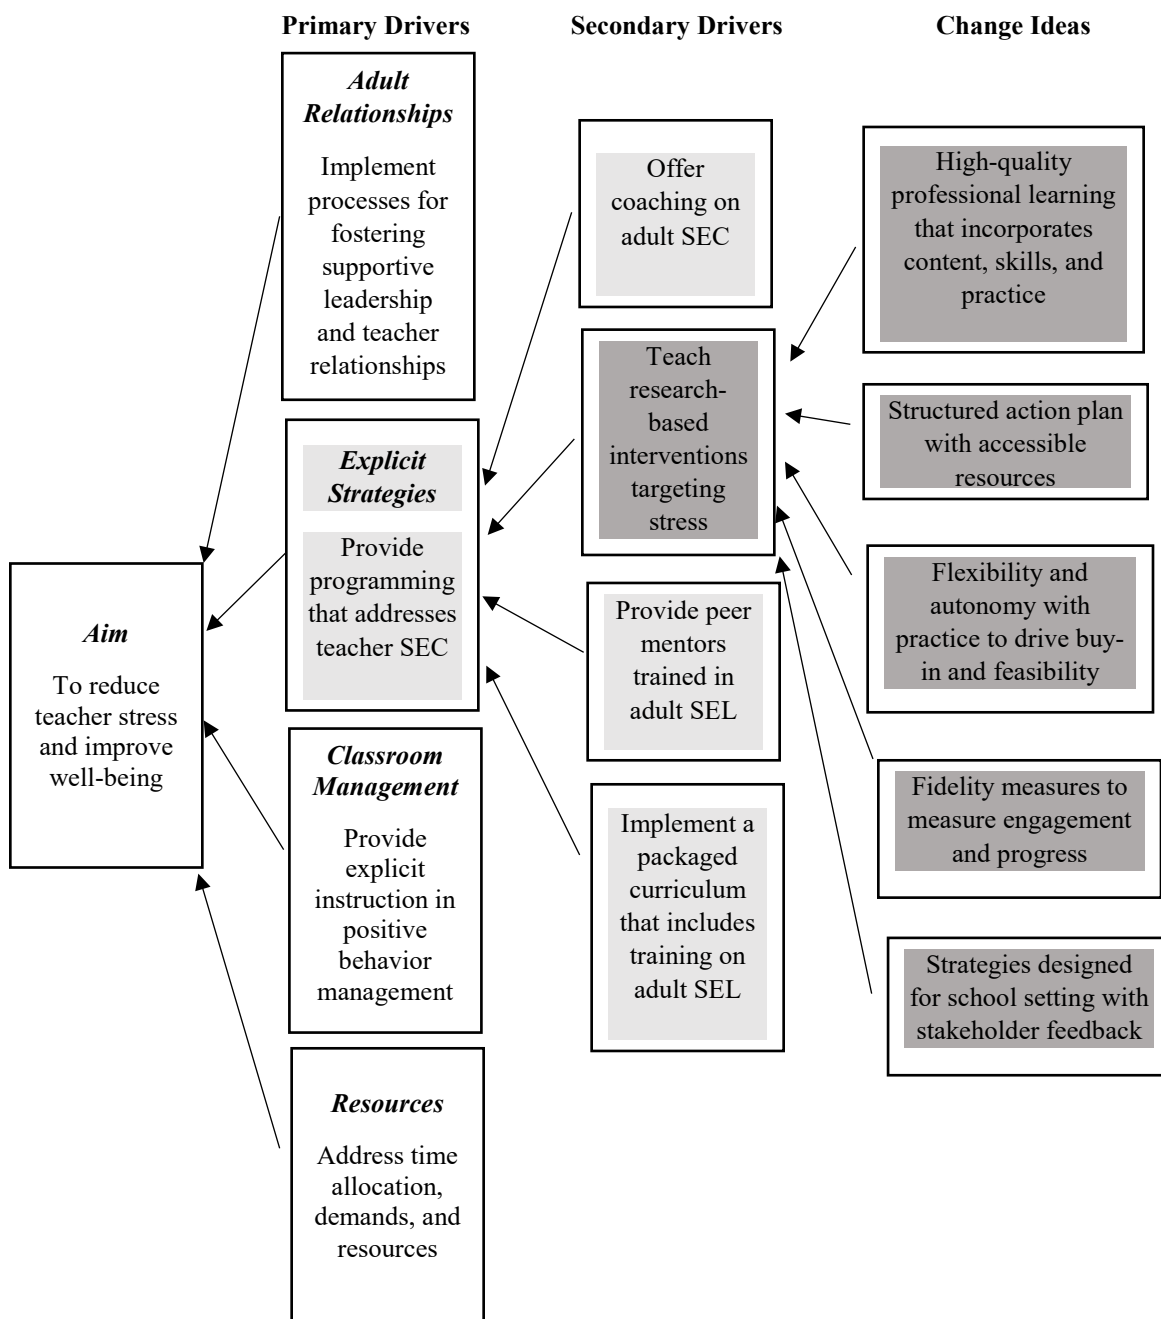 Primary Drivers
Secondary Drivers
Change Ideas
Aim
To reduce
teacher stress
and improve
well-being
Adult
Relationships
Implement
processes for
fostering
supportive
leadership
and teacher
relationships
Explicit
Strategies
Provide
programming
that addresses
teacher SEC
Classroom
Management
Provide
explicit
instruction in
positive
behavior
management
Resources
Address time
allocation,
demands, and
resources
Offer
coaching on
adult SEC
Teach
research-
based
interventions
targeting
stress
Provide peer
mentors
trained in
adult SEL
Implement a
packaged
curriculum
that includes
training on
adult SEL
High-quality
professional learning
that incorporates
content, skills, and
practice
Structured action plan
with accessible
resources
Flexibility and
autonomy with
practice to drive buy-
in and feasibility
Fidelity measures to
measure engagement
and progress
Strategies designed
for school setting with
stakeholder feedback